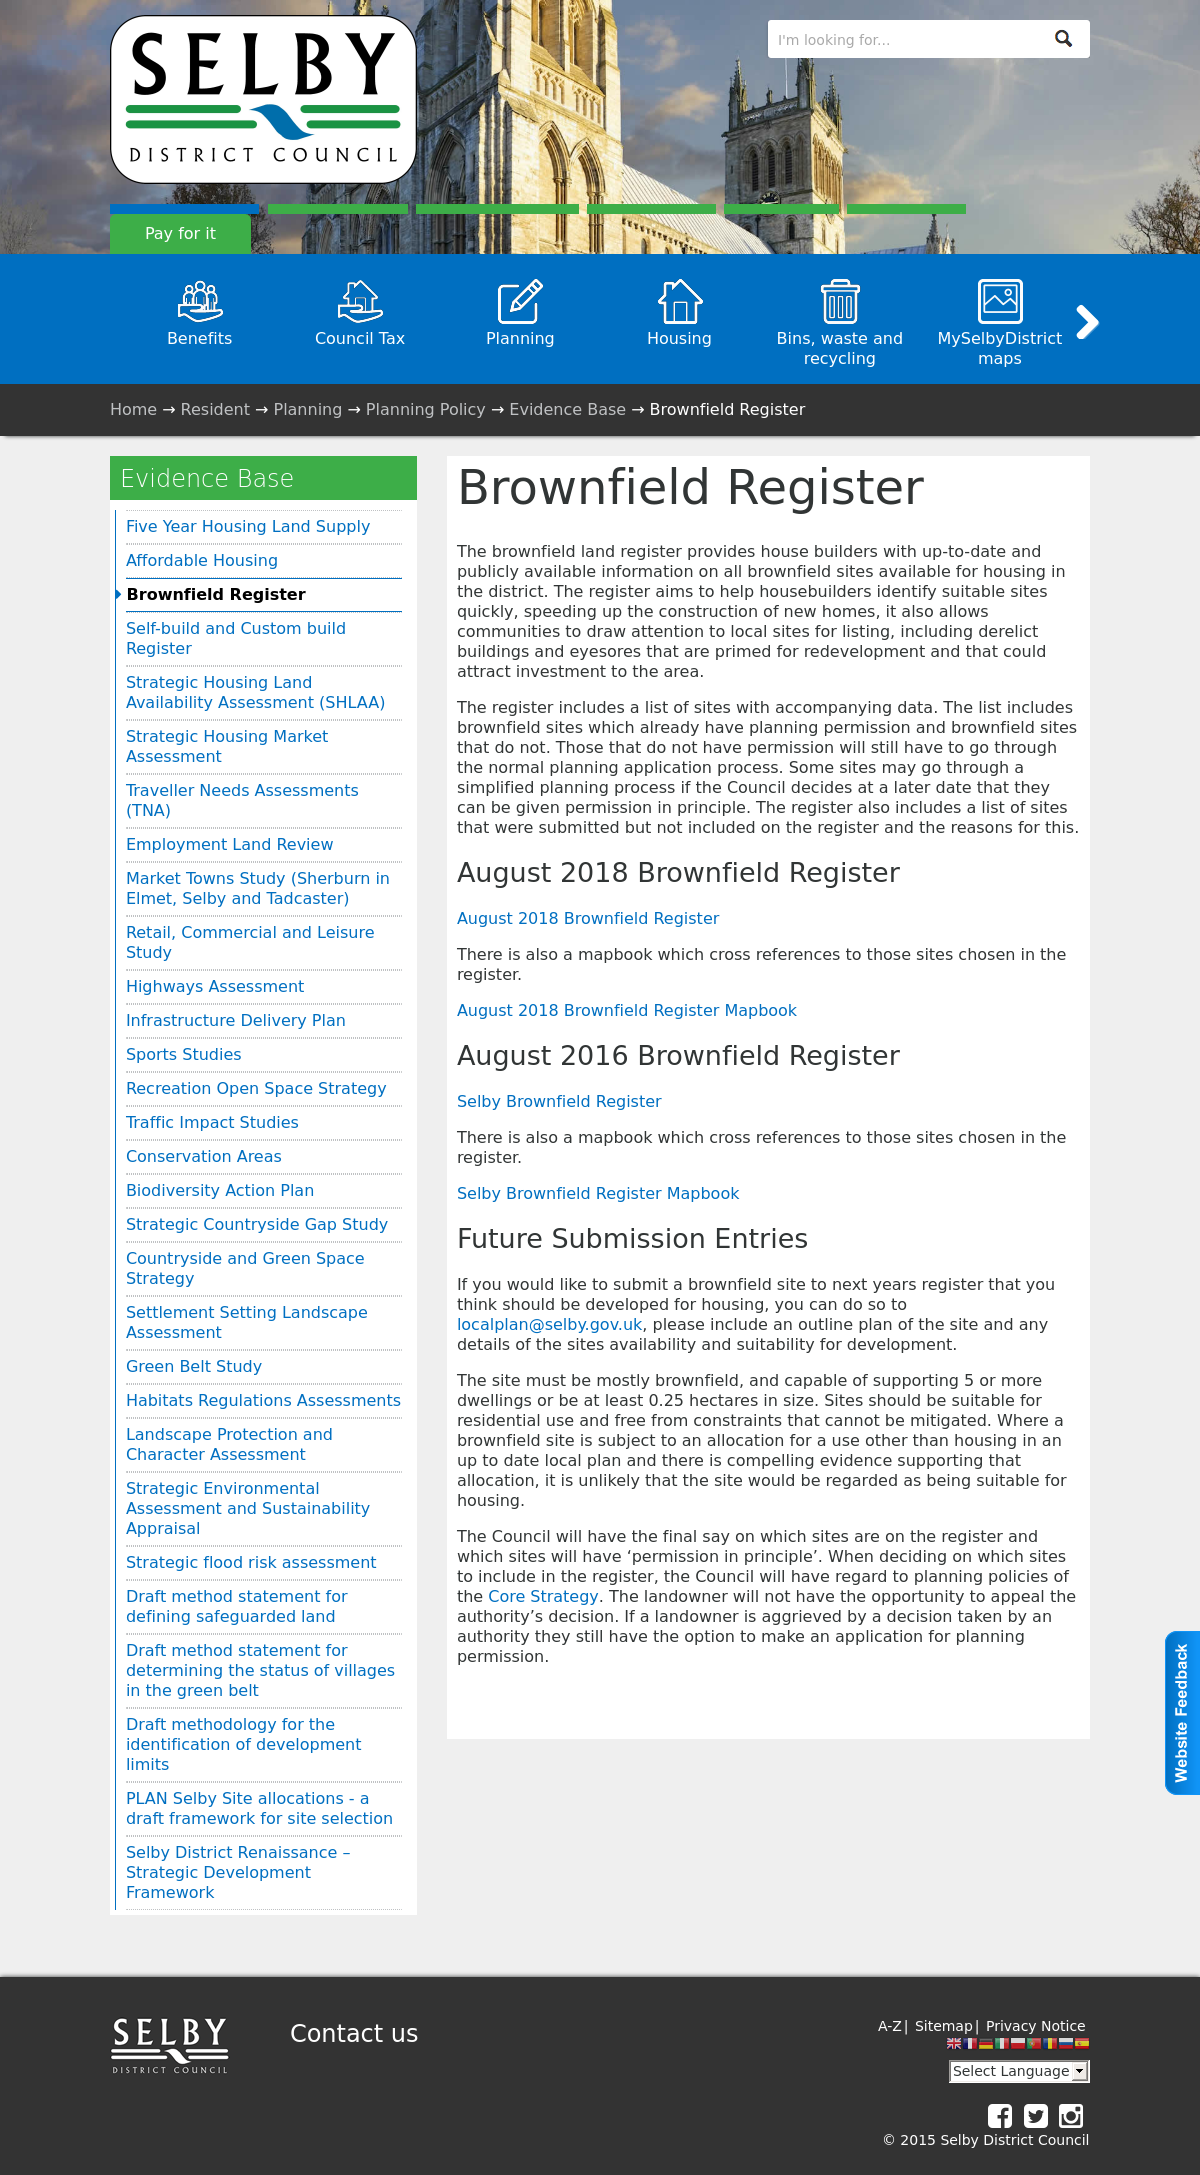 SELBY
DISTRICT COUNCIL
I'm looking for...
Pay for it
Benefits
Council Tax
Planning
Housing
Bins, waste and
recycling
MySelbyDistrict
maps
Home → Resident → Planning → Planning Policy → Evidence Base → Brownfield Register
Evidence Base
Five Year Housing Land Supply
Affordable Housing
Brownfield Register
Self-build and Custom build
Register
Strategic Housing Land
Availability Assessment (SHLAA)
Strategic Housing Market
Assessment
Traveller Needs Assessments
(TNA)
Employment Land Review
Market Towns Study (Sherburn in
Elmet, Selby and Tadcaster)
Retail, Commercial and Leisure
Study
Highways Assessment
Infrastructure Delivery Plan
Sports Studies
Recreation Open Space Strategy
Traffic Impact Studies
Conservation Areas
Biodiversity Action Plan
Strategic Countryside Gap Study
Countryside and Green Space
Strategy
Settlement Setting Landscape
Assessment
Green Belt Study
Habitats Regulations Assessments
Landscape Protection and
Character Assessment
Strategic Environmental
Assessment and Sustainability
Appraisal
Strategic flood risk assessment
Draft method statement for
defining safeguarded land
Draft method statement for
determining the status of villages
in the green belt
Draft methodology for the
identification of development
limits
PLAN Selby Site allocations - a
draft framework for site selection
Selby District Renaissance –
Strategic Development
Framework
Brownfield Register
The brownfield land register provides house builders with up-to-date and
publicly available information on all brownfield sites available for housing in
the district. The register aims to help housebuilders identify suitable sites
quickly, speeding up the construction of new homes, it also allows
communities to draw attention to local sites for listing, including derelict
buildings and eyesores that are primed for redevelopment and that could
attract investment to the area.
The register includes a list of sites with accompanying data. The list includes
brownfield sites which already have planning permission and brownfield sites
that do not. Those that do not have permission will still have to go through
the normal planning application process. Some sites may go through a
simplified planning process if the Council decides at a later date that they
can be given permission in principle. The register also includes a list of sites
that were submitted but not included on the register and the reasons for this.
August 2018 Brownfield Register
August 2018 Brownfield Register
There is also a mapbook which cross references to those sites chosen in the
register.
August 2018 Brownfield Register Mapbook
August 2016 Brownfield Register
Selby Brownfield Register
There is also a mapbook which cross references to those sites chosen in the
register.
Selby Brownfield Register Mapbook
Future Submission Entries
If you would like to submit a brownfield site to next years register that you
think should be developed for housing, you can do so to
localplan@selby.gov.uk, please include an outline plan of the site and any
details of the sites availability and suitability for development.
The site must be mostly brownfield, and capable of supporting 5 or more
dwellings or be at least 0.25 hectares in size. Sites should be suitable for
residential use and free from constraints that cannot be mitigated. Where a
brownfield site is subject to an allocation for a use other than housing in an
up to date local plan and there is compelling evidence supporting that
allocation, it is unlikely that the site would be regarded as being suitable for
housing.
The Council will have the final say on which sites are on the register and
which sites will have ‘permission in principle’. When deciding on which sites
to include in the register, the Council will have regard to planning policies of
the Core Strategy. The landowner will not have the opportunity to appeal the
authority’s decision. If a landowner is aggrieved by a decision taken by an
authority they still have the option to make an application for planning
permission.
Website Feedback
SELBY
DISTRICT COUNCIL
Contact us
A-Z | Sitemap | Privacy Notice
Select Language
© 2015 Selby District Council